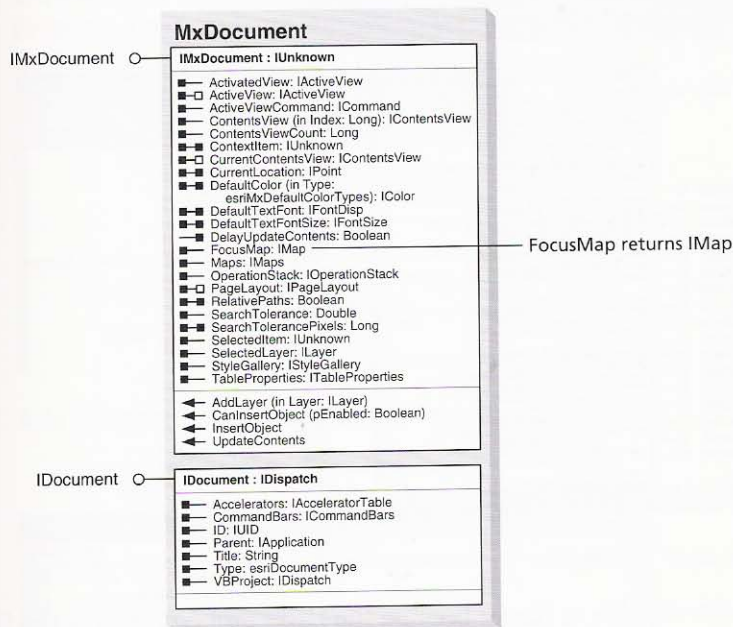 MxDocument
IMxDocument
IMxDocument : IUnknown
ActivatedView: IActiveView
ActiveView: IActiveView
ActiveViewCommand: ICommand
ContentsView (in Index: Long): IContentsView
ContentsViewCount: Long
ContextItem: IUnknown
CurrentContentsView: IContentsView
CurrentLocation: IPoint
DefaultColor (in Type:
esriMxDefaultColorTypes): IColor
DefaultTextFont: IFontDisp
DefaultTextFontSize: IFontSize
DelayUpdateContents: Boolean
FocusMap: IMap
FocusMap returns IMap
Maps: IMaps
OperationStack: IOperationStack
PageLayout: IPageLayout
RelativePaths: Boolean
SearchTolerance: Double
SearchTolerancePixels: Long
SelectedItem: IUnknown
SelectedLayer: ILayer
StyleGallery: IStyleGallery
TableProperties: ITableProperties
AddLayer (in Layer: ILayer)
CanInsertObject (pEnabled: Boolean)
InsertObject
UpdateContents
IDocument
IDocument : IDispatch
Accelerators: IAcceleratorTable
CommandBars: ICommandBars
ID: IUID
Parent: IApplication
Title: String
Type: esriDocumentType
VBProject: IDispatch